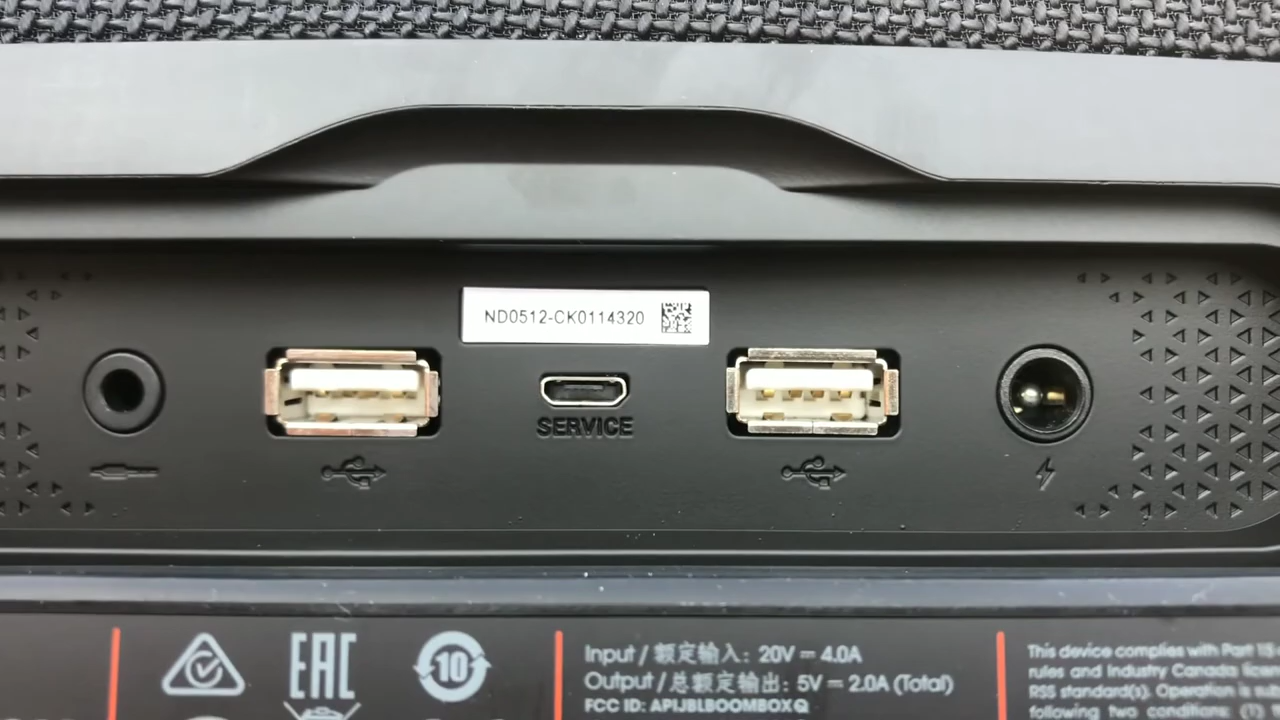 ND0512-CK0114320
SERVICE
EAC
10
Input / 额定输入: 20V ⎓ 4.0A
Output / 总额定输出: 5V ⎓ 2.0A (Total)
FCC ID: APIJBLBOOMBOXQ
This device complies with Part 15
rules and Industry Canada
RSS standard(s). Operation is
following two conditions: (1)